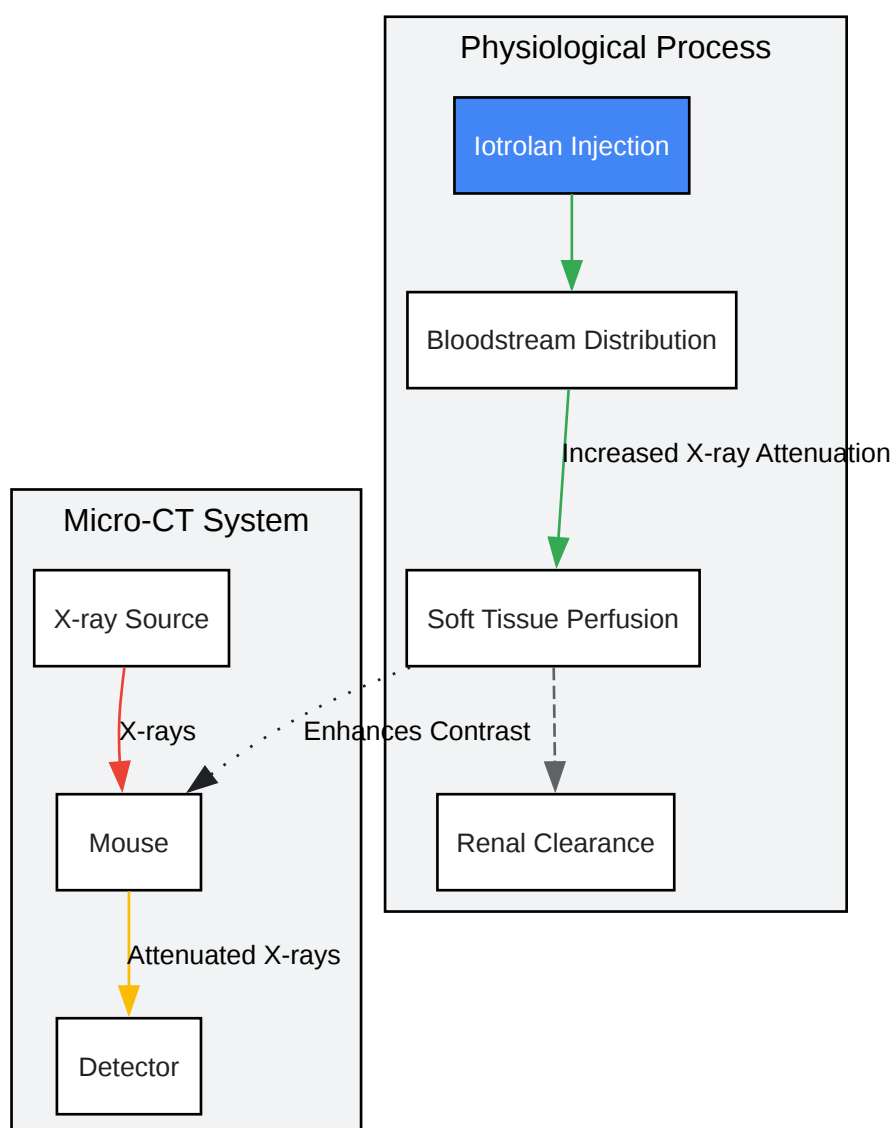 Physiological Process
Iotrolan Injection
Bloodstream Distribution
Increased X-ray Attenuation
Micro-CT System
X-ray Source
Soft Tissue Perfusion
X-rays
Enhances Contrast
Mouse
Renal Clearance
Attenuated X-rays
Detector